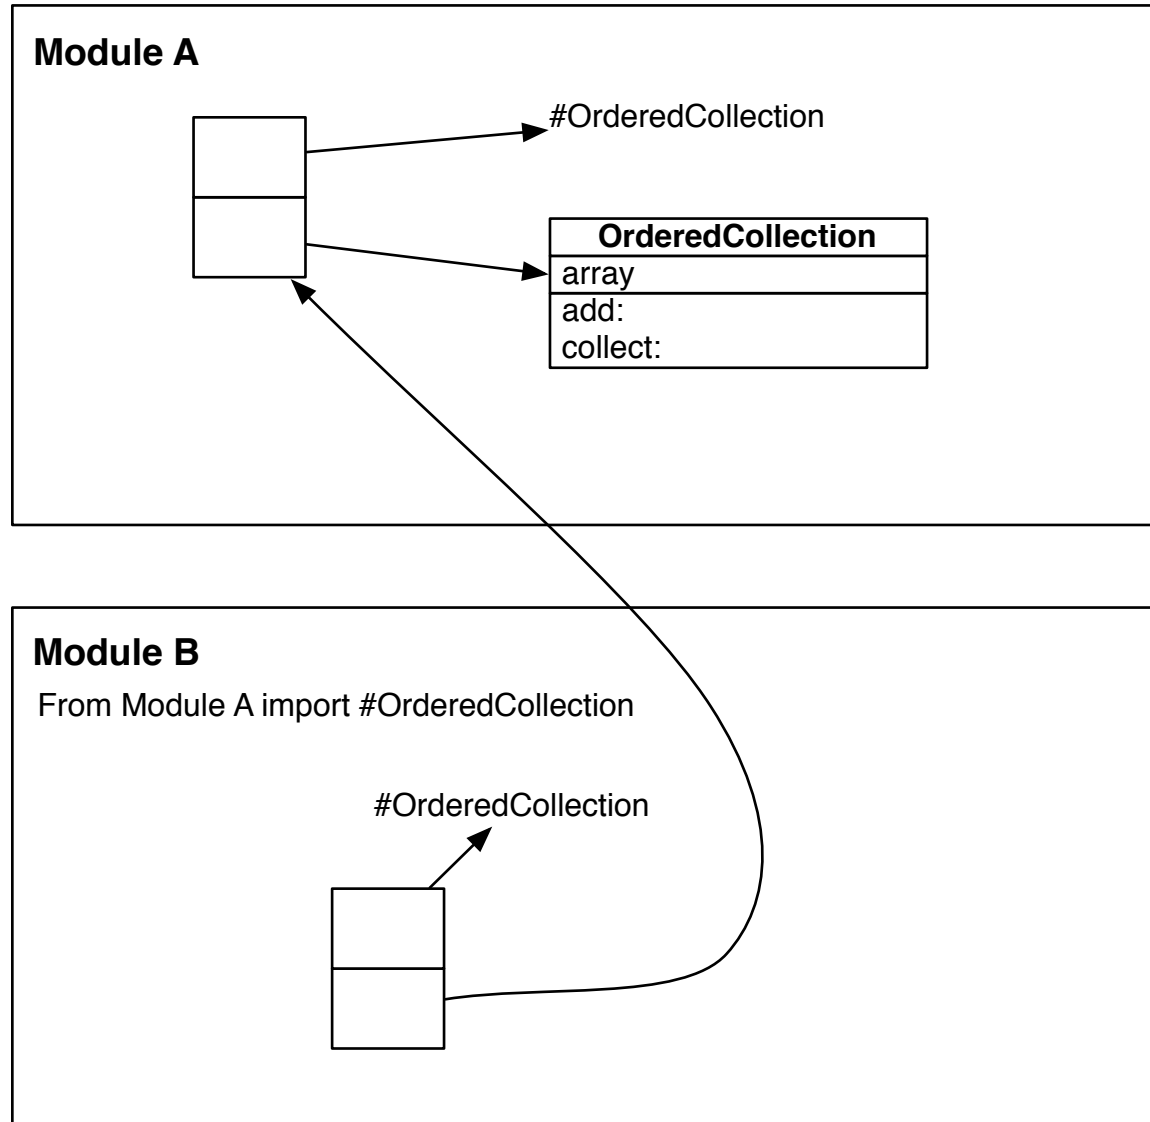 Module A
#OrderedCollection
OrderedCollection
array
add:
collect:
Module B
From Module A import #OrderedCollection
#OrderedCollection